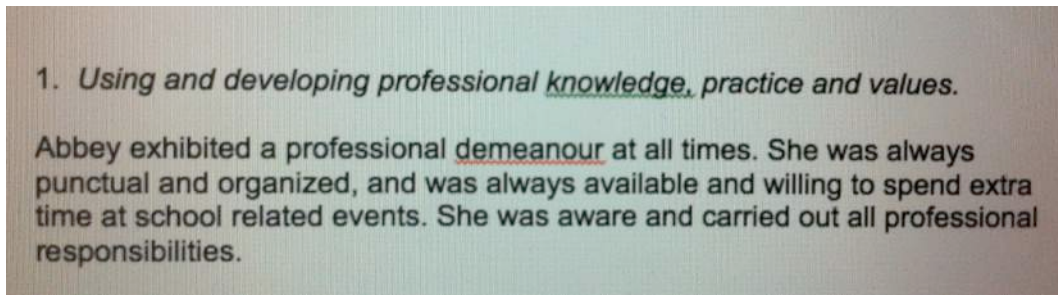 1. Using and developing professional knowledge, practice and values.
Abbey exhibited a professional demeanour at all times. She was always
punctual and organized, and was always available and willing to spend extra
time at school related events. She was aware and carried out all professional
responsibilities.